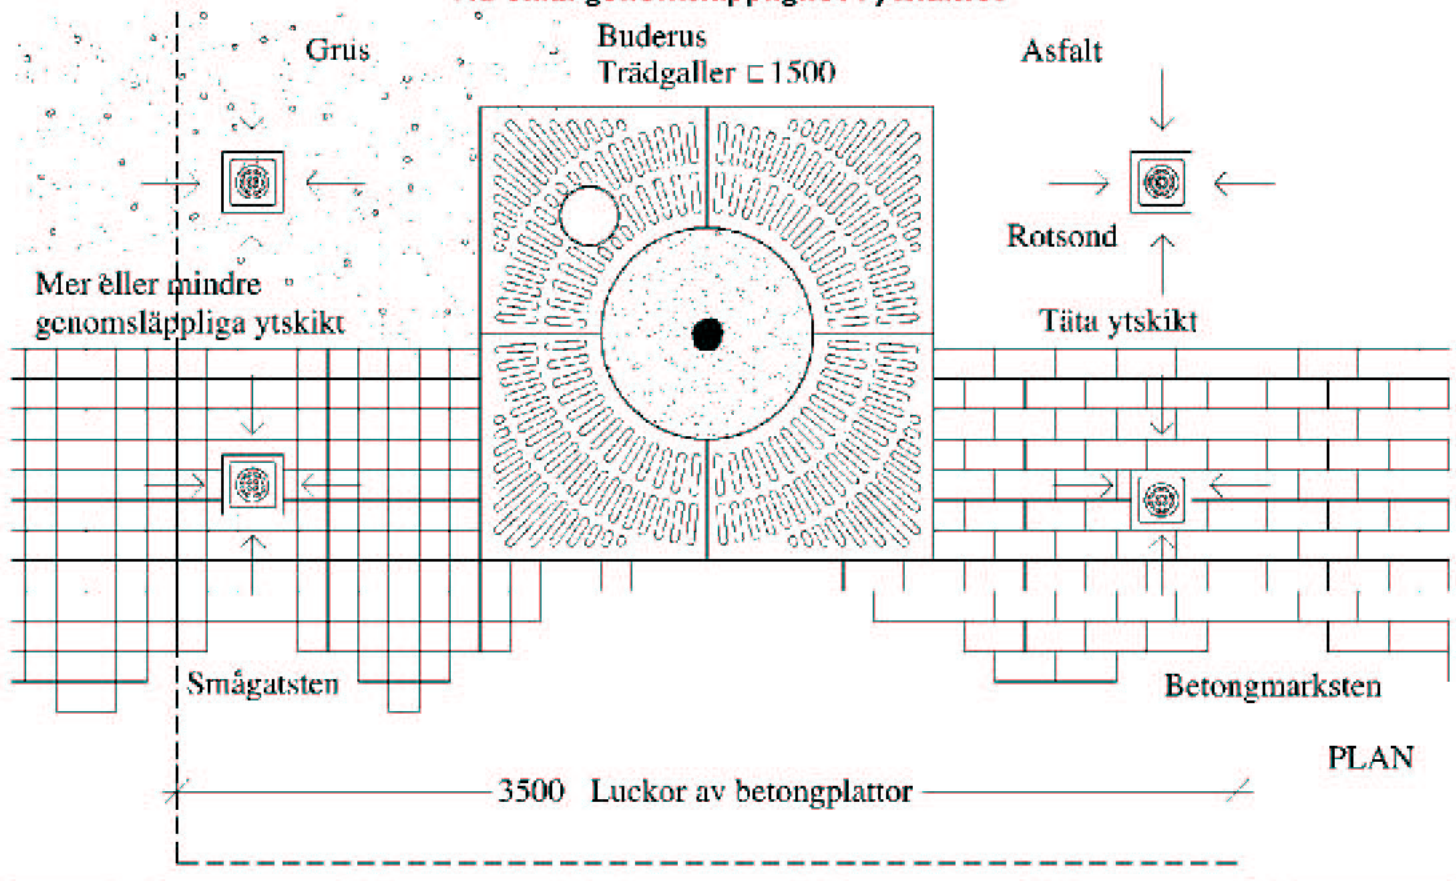 Grus
Buderus
Trädgaller □ 1500
Asfalt
Rotsond
Mer eller mindre
genomsläppliga ytskikt
Täta ytskikt
Smågatsten
Betongmarksten
PLAN
3500 Luckor av betongplattor